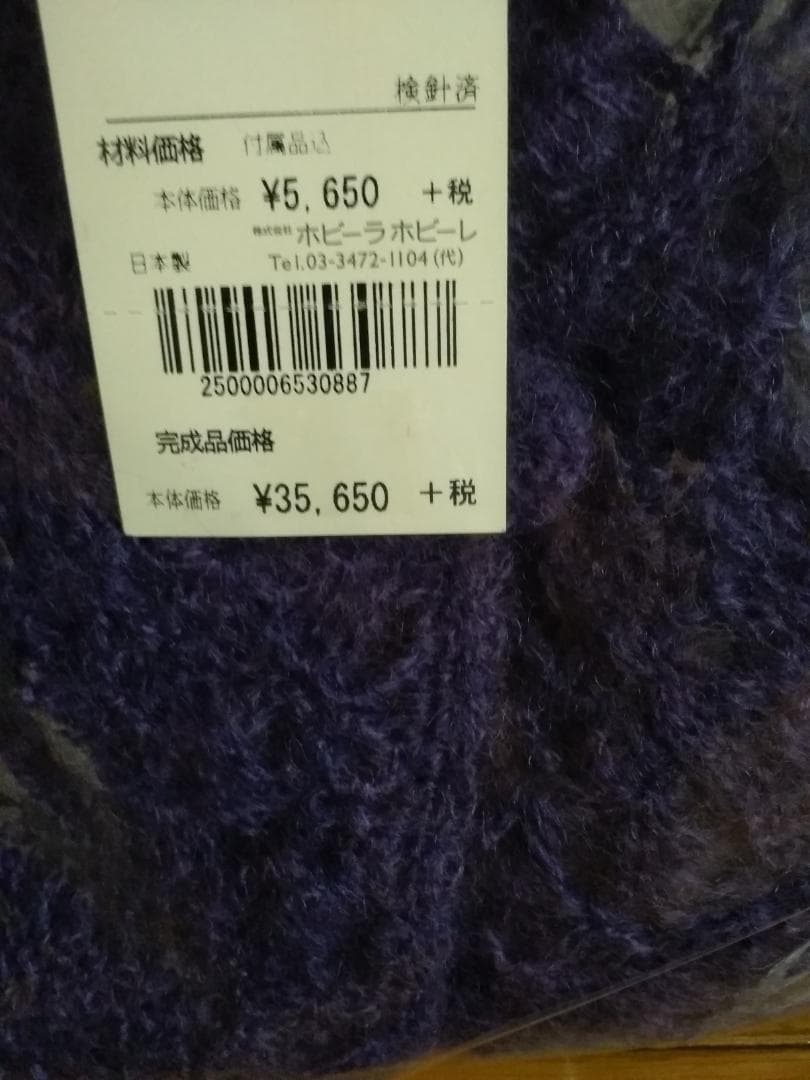 検針済
材料価格 付属品込
本体価格 ¥5,650 +税
株式会社 ホビーラホビーレ
日本製 Tel.03-3472-1104(代)
2500006530887
完成品価格
本体価格 ¥35,650 +税